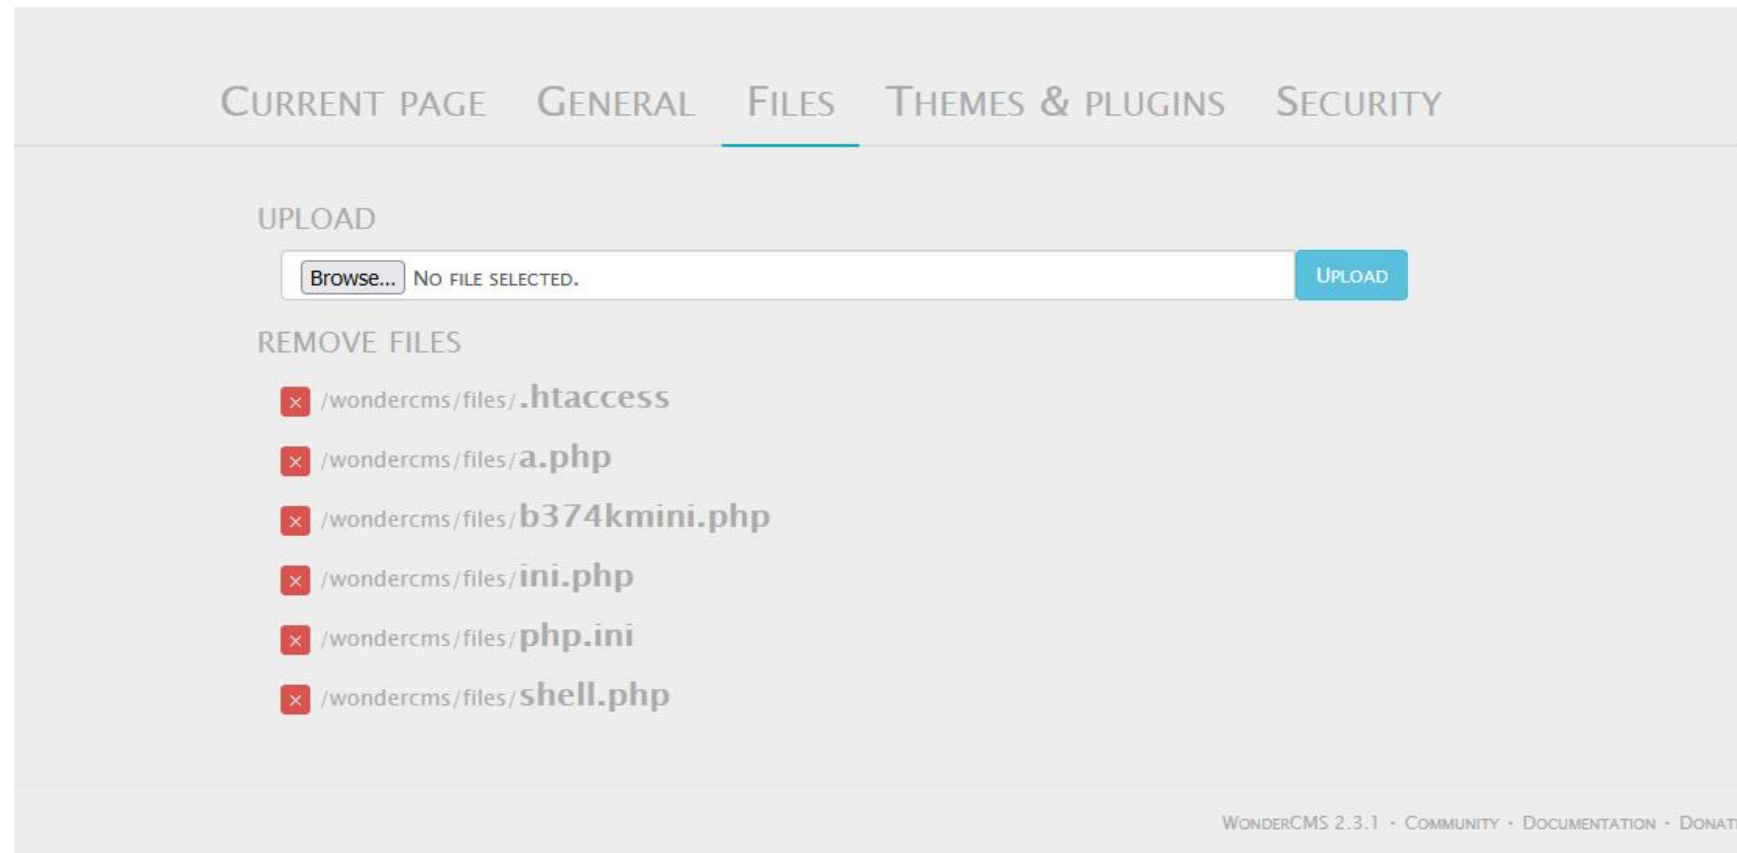 Current page General Files Themes & plugins Security
UPLOAD
Browse... No file selected. Upload
REMOVE FILES
× /wondercms/files/.htaccess
× /wondercms/files/a.php
× /wondercms/files/b374kmini.php
× /wondercms/files/ini.php
× /wondercms/files/php.ini
× /wondercms/files/shell.php
WonderCMS 2.3.1 · Community · Documentation ·